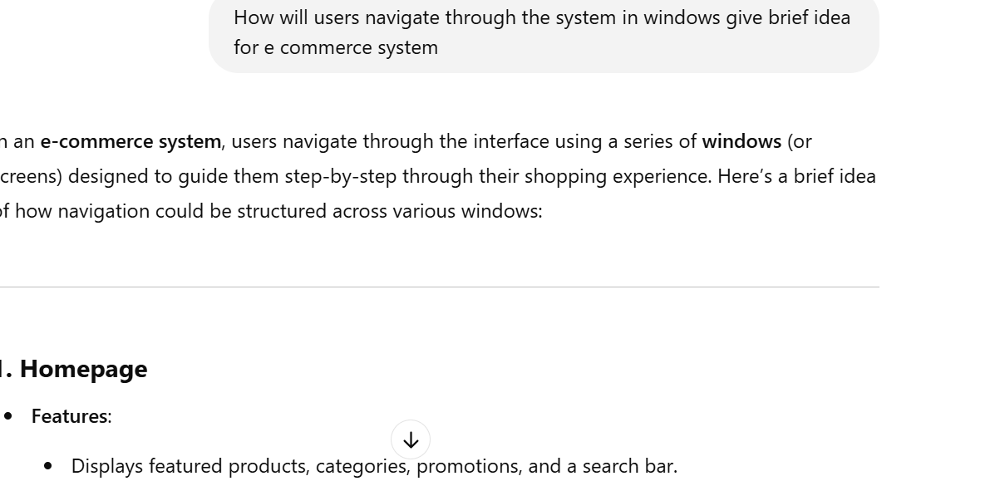 How will users navigate through the system in windows give brief idea
for e commerce system
n an e-commerce system, users navigate through the interface using a series of windows (or
creens) designed to guide them step-by-step through their shopping experience. Here’s a brief idea
of how navigation could be structured across various windows:
1. Homepage
• Features:
• Displays featured products, categories, promotions, and a search bar.